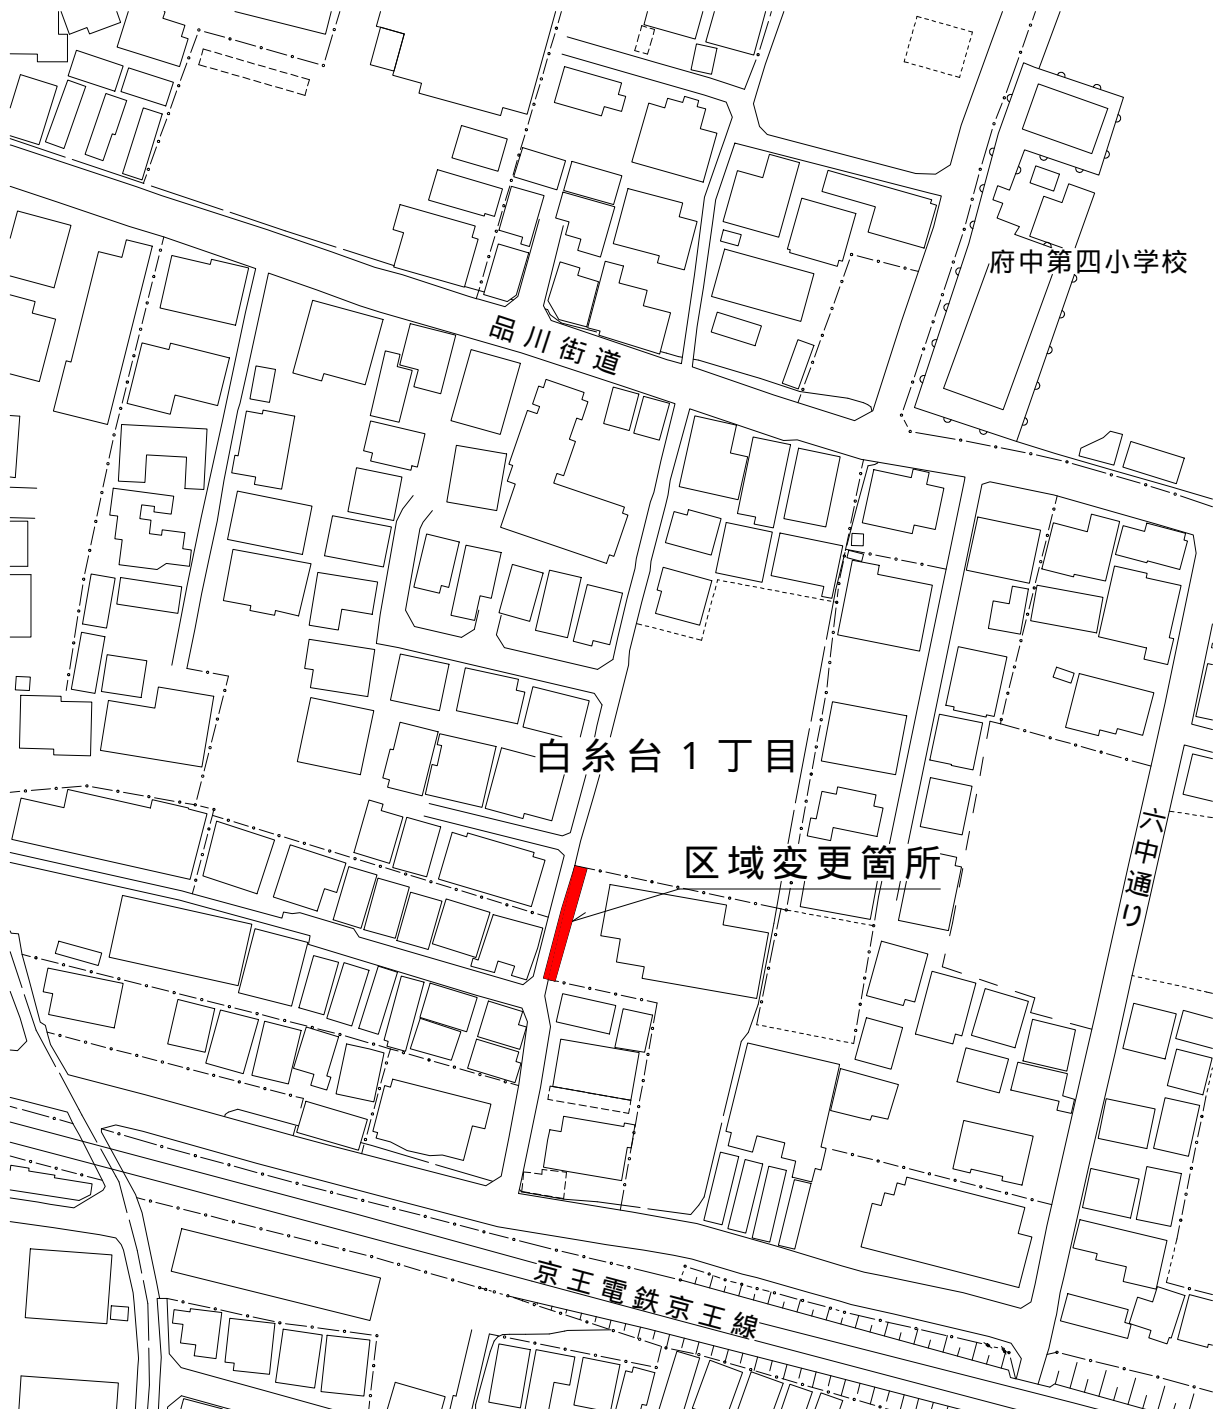 府中第四小学校
品川街道
白糸台１丁目
六中通り
区域変更箇所
京王電鉄京王線